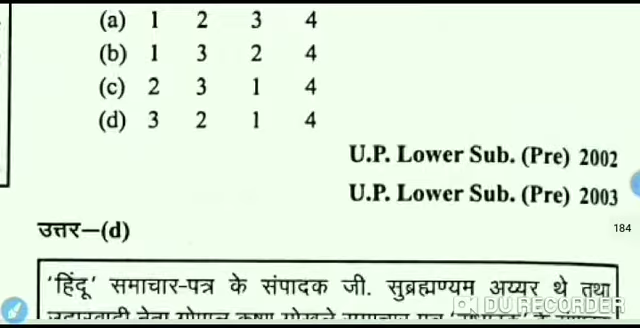 (a) 1 2 3 4
(b) 1 3 2 4
(c) 2 3 1 4
(d) 3 2 1 4
U.P. Lower Sub. (Pre) 2002
U.P. Lower Sub. (Pre) 2003
उत्तर—(d)
184
'हिंदू' समाचार-पत्र के संपादक जी. सुब्रह्मण्यम अय्यर थे तथा
DU RECORDER